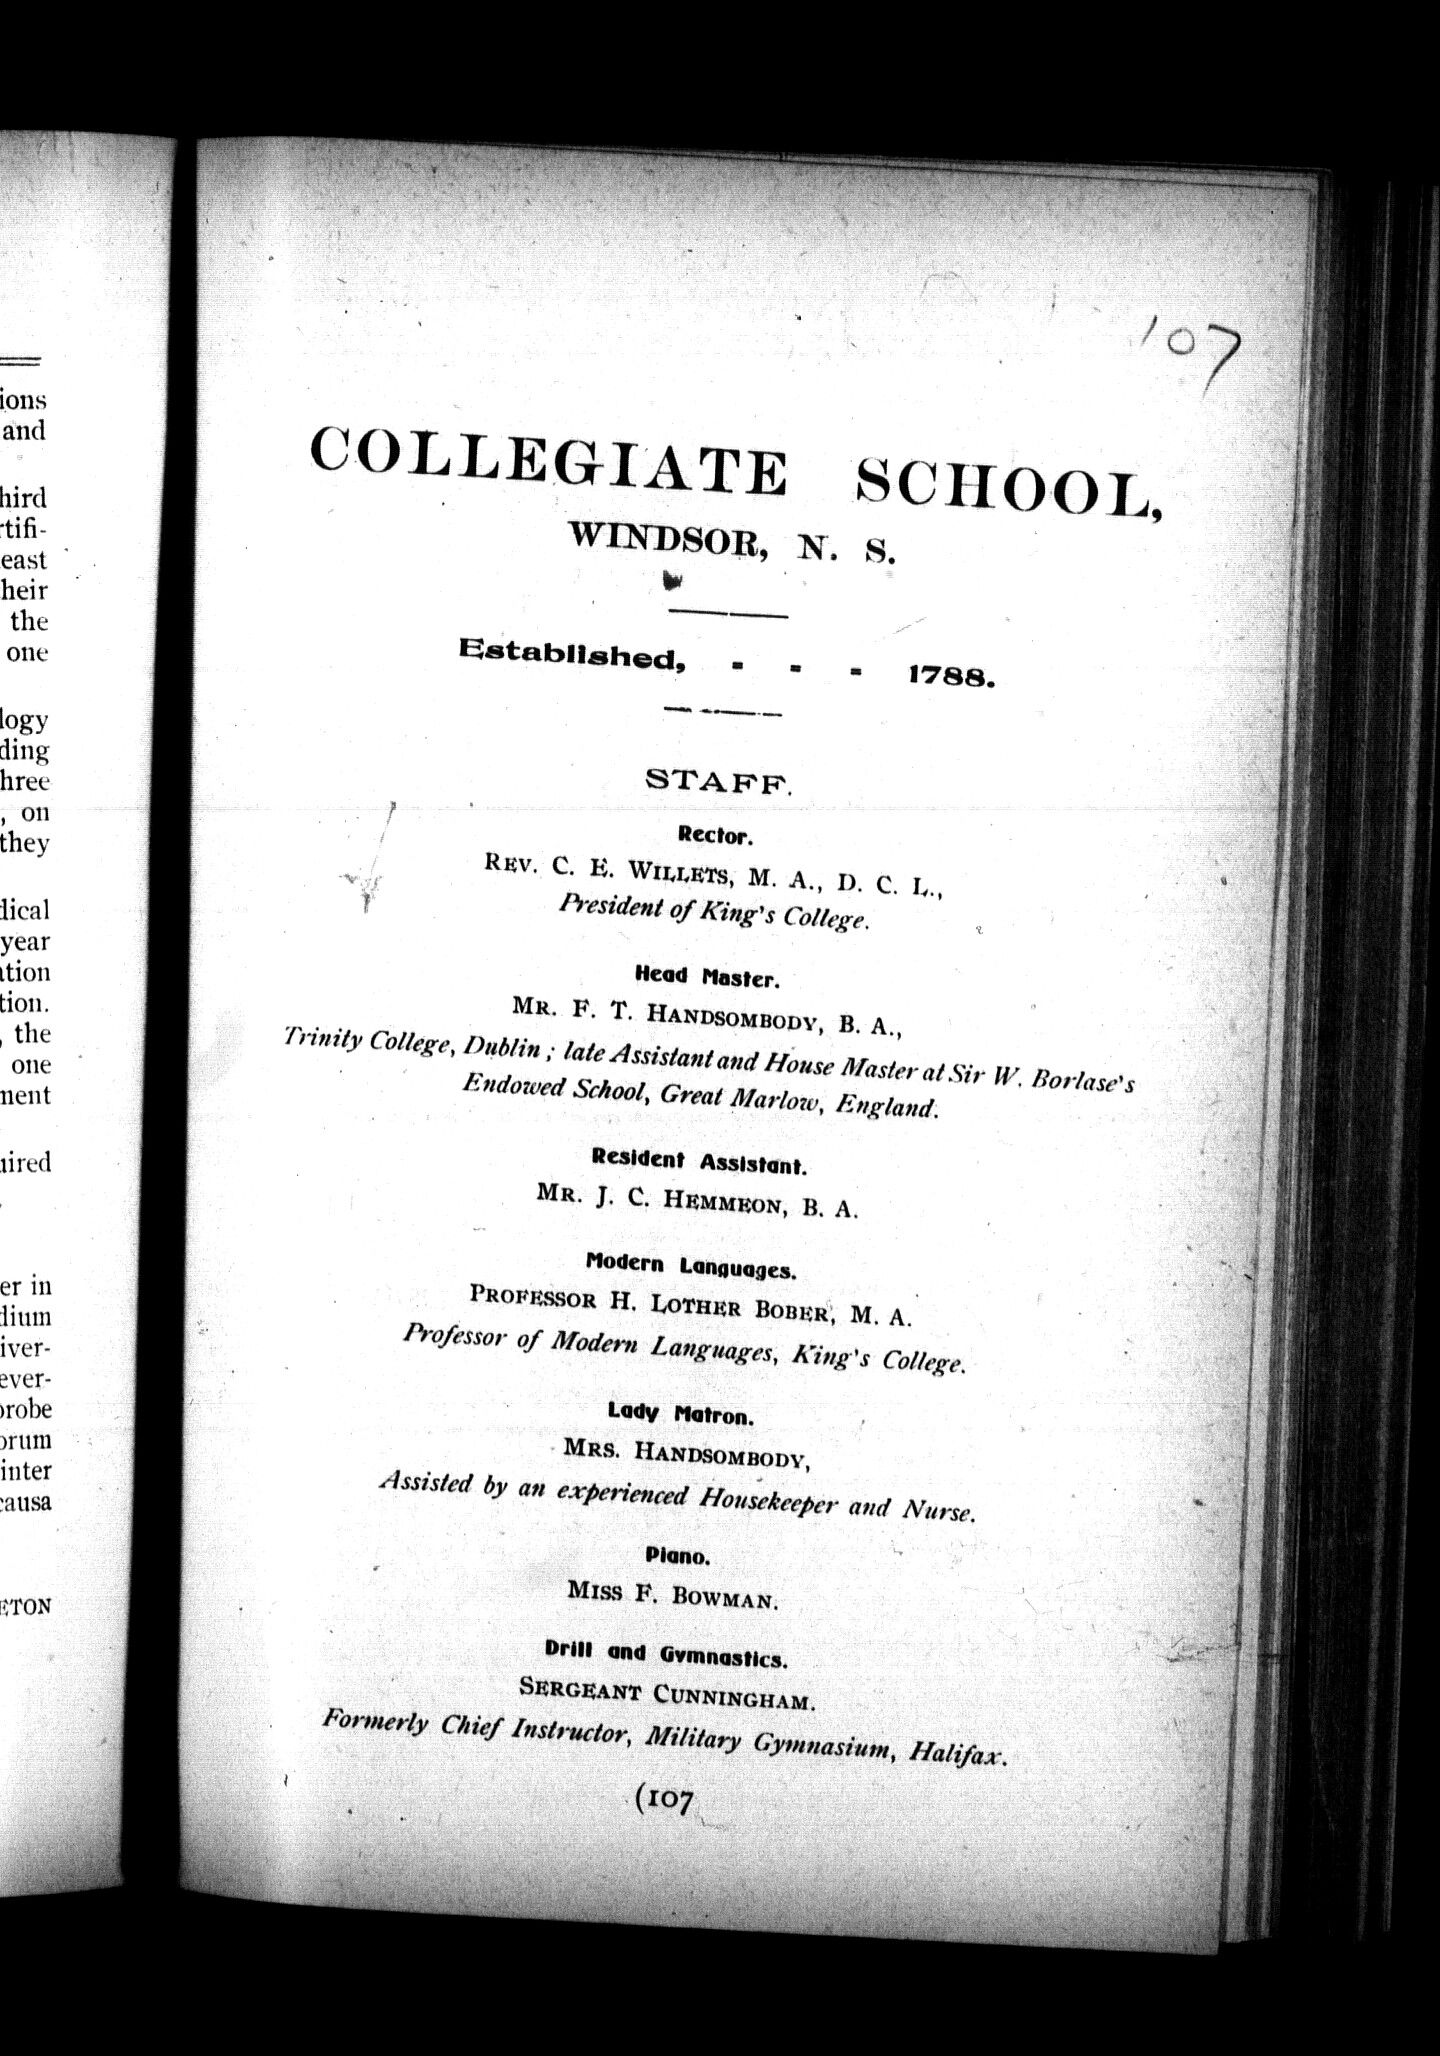 107
COLLEGIATE SCHOOL,
WINDSOR, N. S.
Established, - - - 1788.
STAFF.
Rector.
REV. C. E. WILLETS, M. A., D. C. L.,
President of King's College.
Head Master.
MR. F. T. HANDSOMBODY, B. A.,
Trinity College, Dublin; late Assistant and House Master at Sir W. Borlase's
Endowed School, Great Marlow, England.
Resident Assistant.
MR. J. C. HEMMEON, B. A.
Modern Languages.
PROFESSOR H. LOTHER BOBER, M. A.
Professor of Modern Languages, King's College.
Lady Matron.
MRS. HANDSOMBODY,
Assisted by an experienced Housekeeper and Nurse.
Piano.
MISS F. BOWMAN.
Drill and Gymnastics.
SERGEANT CUNNINGHAM.
Formerly Chief Instructor, Military Gymnasium, Halifax.
(107